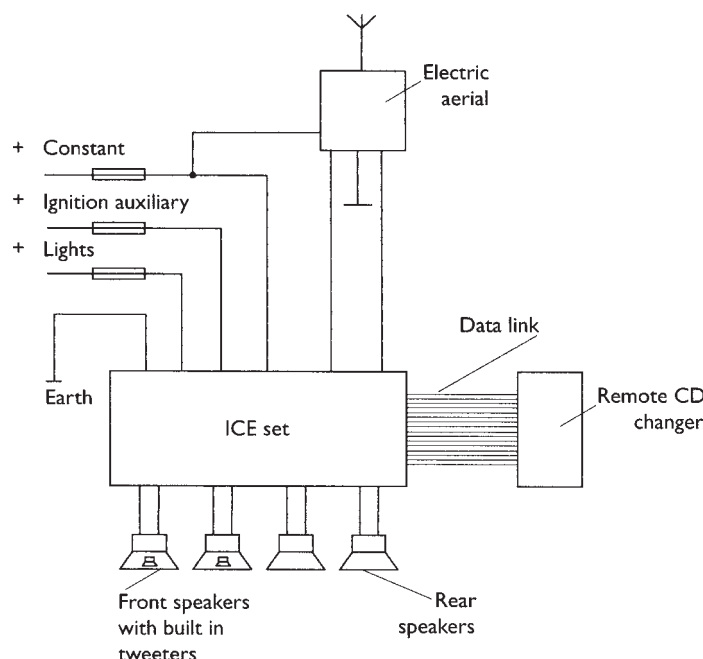 Electric
aerial
+ Constant
+ Ignition auxiliary
+ Lights
Data link
Earth
ICE set
Remote CD
changer
Front speakers
with built in
tweeters
Rear
speakers